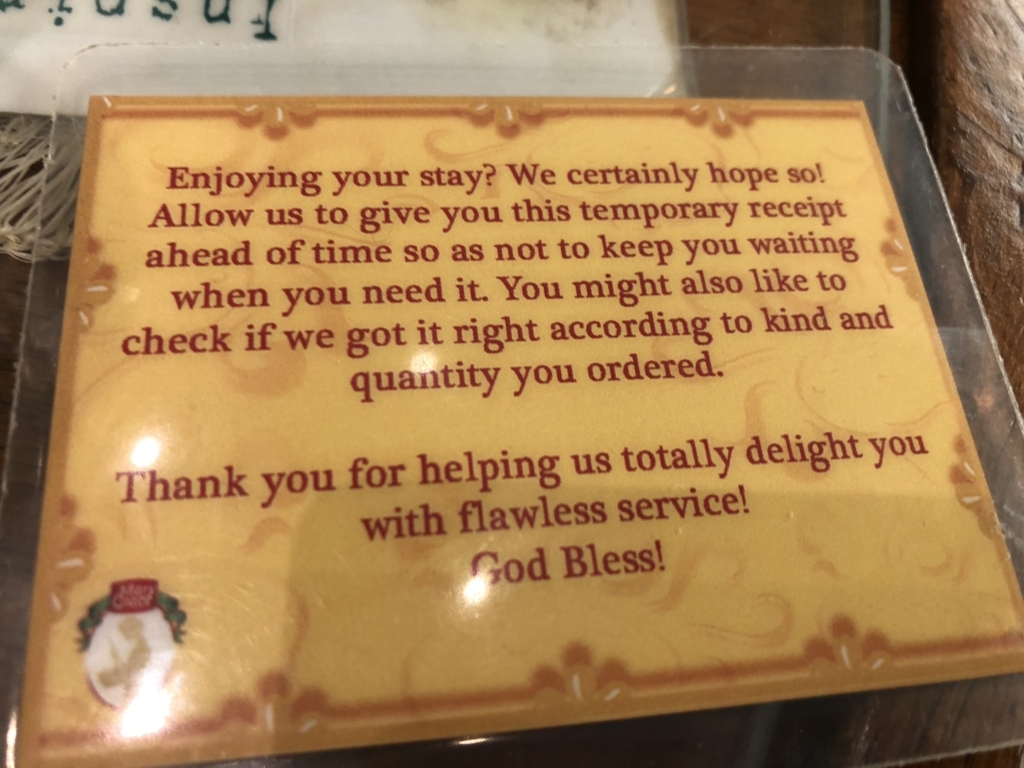 Enjoying your stay? We certainly hope so!
Allow us to give you this temporary receipt
ahead of time so as not to keep you waiting
when you need it. You might also like to
check if we got it right according to kind and
quantity you ordered.
Thank you for helping us totally delight you
with flawless service!
God Bless!